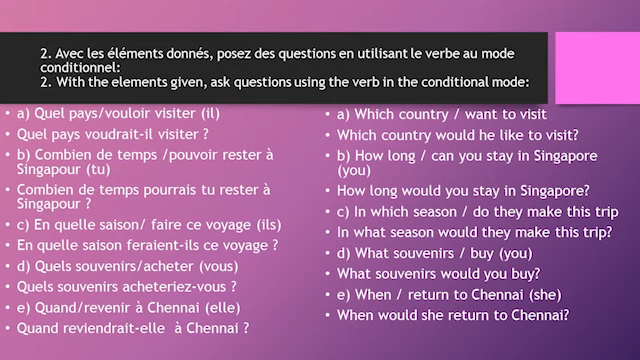 2. Avec les éléments donnés, posez des questions en utilisant le verbe au mode
conditionnel:
2. With the elements given, ask questions using the verb in the conditional mode:
• a) Quel pays/vouloir visiter (il)
• Quel pays voudrait-il visiter ?
• b) Combien de temps /pouvoir rester à
Singapour (tu)
• Combien de temps pourrais tu rester à
Singapour ?
• c) En quelle saison/ faire ce voyage (ils)
• En quelle saison feraient-ils ce voyage ?
• d) Quels souvenirs/acheter (vous)
• Quels souvenirs acheteriez-vous ?
• e) Quand/revenir à Chennai (elle)
• Quand reviendrait-elle à Chennai ?
• a) Which country / want to visit
• Which country would he like to visit?
• b) How long / can you stay in Singapore
(you)
• How long would you stay in Singapore?
• c) In which season / do they make this trip
• In what season would they make this trip?
• d) What souvenirs / buy (you)
• What souvenirs would you buy?
• e) When / return to Chennai (she)
• When would she return to Chennai?